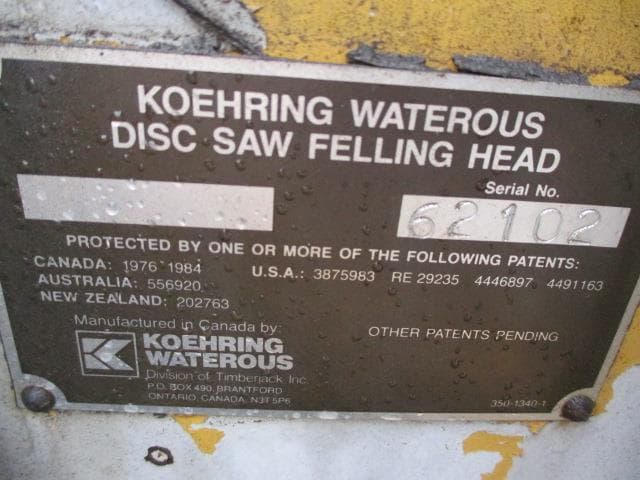 KOEHRING WATEROUS
DISC SAW FELLING HEAD
Serial No.
62102
PROTECTED BY ONE OR MORE OF THE FOLLOWING PATENTS:
CANADA: 1976 1984
U.S.A.: 3875983 RE 29235 4446897 4491163
AUSTRALIA: 556920
NEW ZEALAND: 202763
Manufactured in Canada by:
OTHER PATENTS PENDING
KOEHRING
WATEROUS
Division of Timberjack Inc.
P.O. BOX 490, BRANTFORD
ONTARIO, CANADA, N3T 5P6
350-1340-1